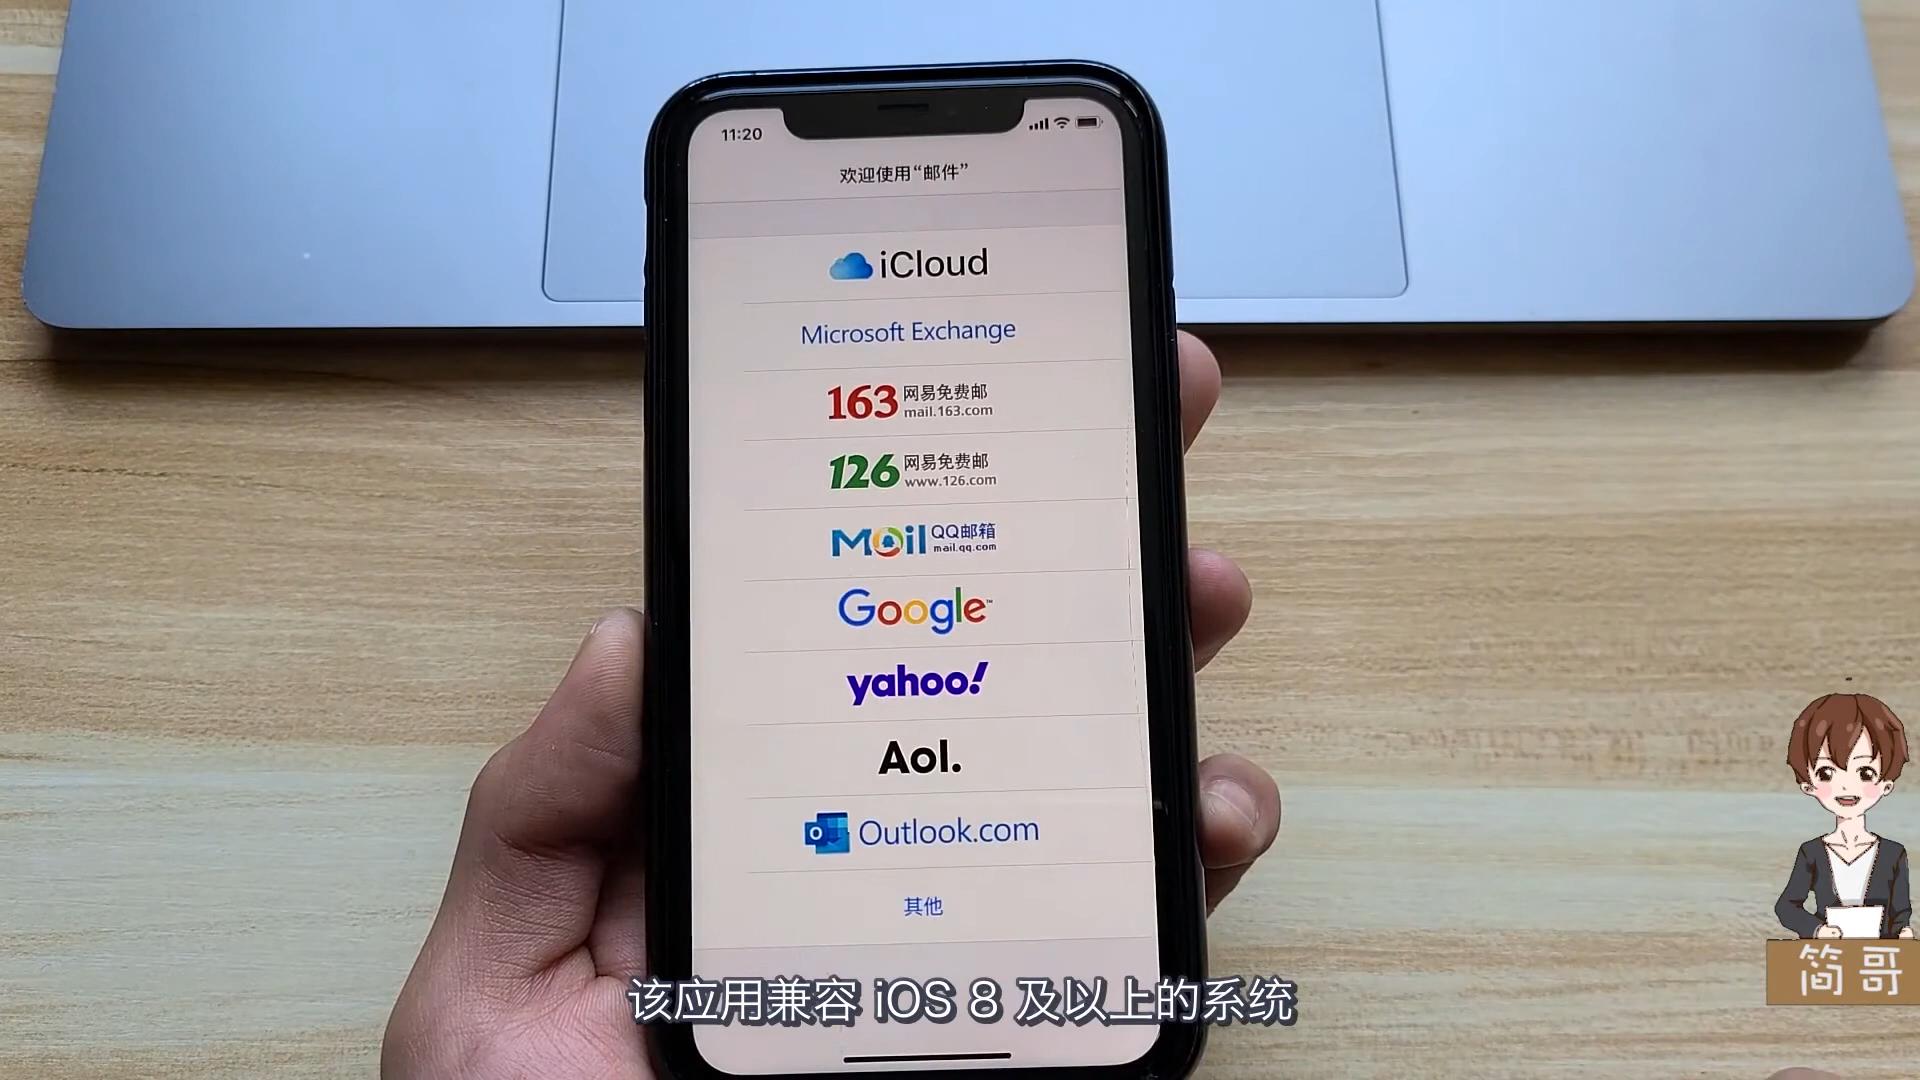 11:20
欢迎使用“邮件”
iCloud
Microsoft Exchange
163 网易免费邮
mail.163.com
126 网易免费邮
www.126.com
Mail QQ邮箱
mail.qq.com
Google™
yahoo!
Aol.
Outlook.com
其他
该应用兼容 iOS 8 及以上的系统
简哥